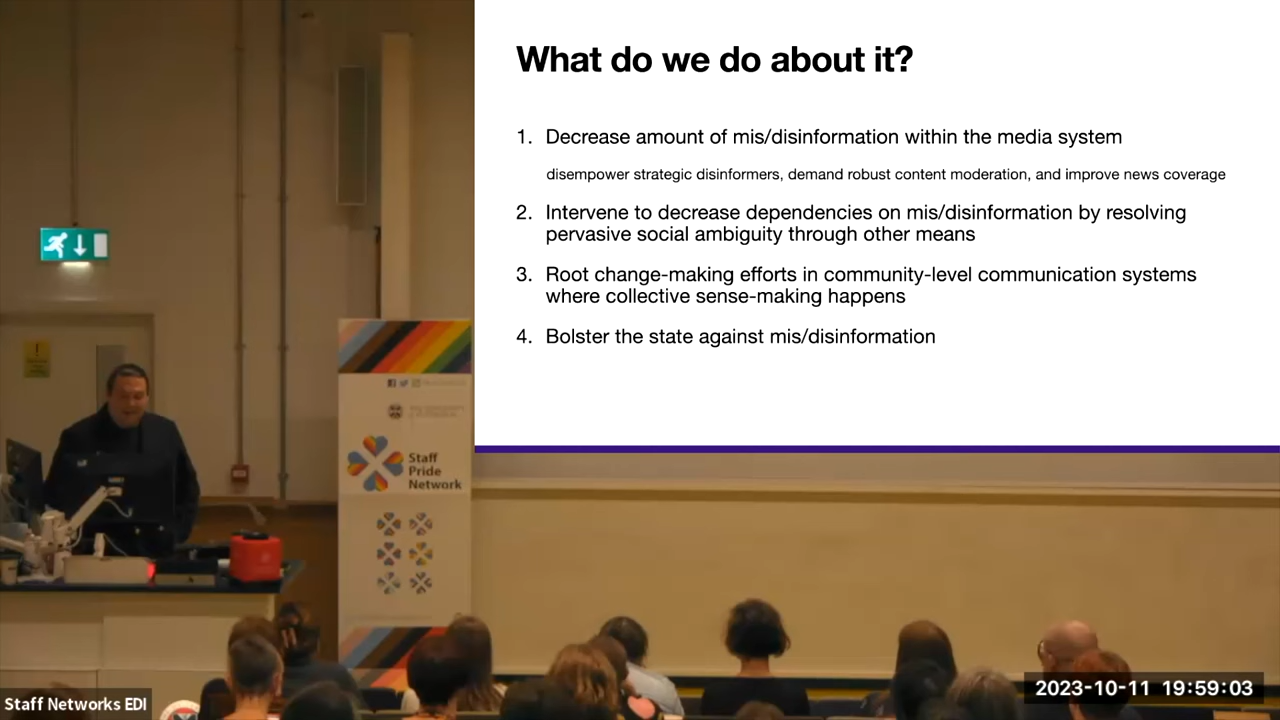 What do we do about it?
1. Decrease amount of mis/disinformation within the media system
disempower strategic disinformers, demand robust content moderation, and improve news coverage
2. Intervene to decrease dependencies on mis/disinformation by resolving
pervasive social ambiguity through other means
3. Root change-making efforts in community-level communication systems
where collective sense-making happens
4. Bolster the state against mis/disinformation
Staff
Pride
Network
Staff Networks EDI
2023-10-11 19:59:03